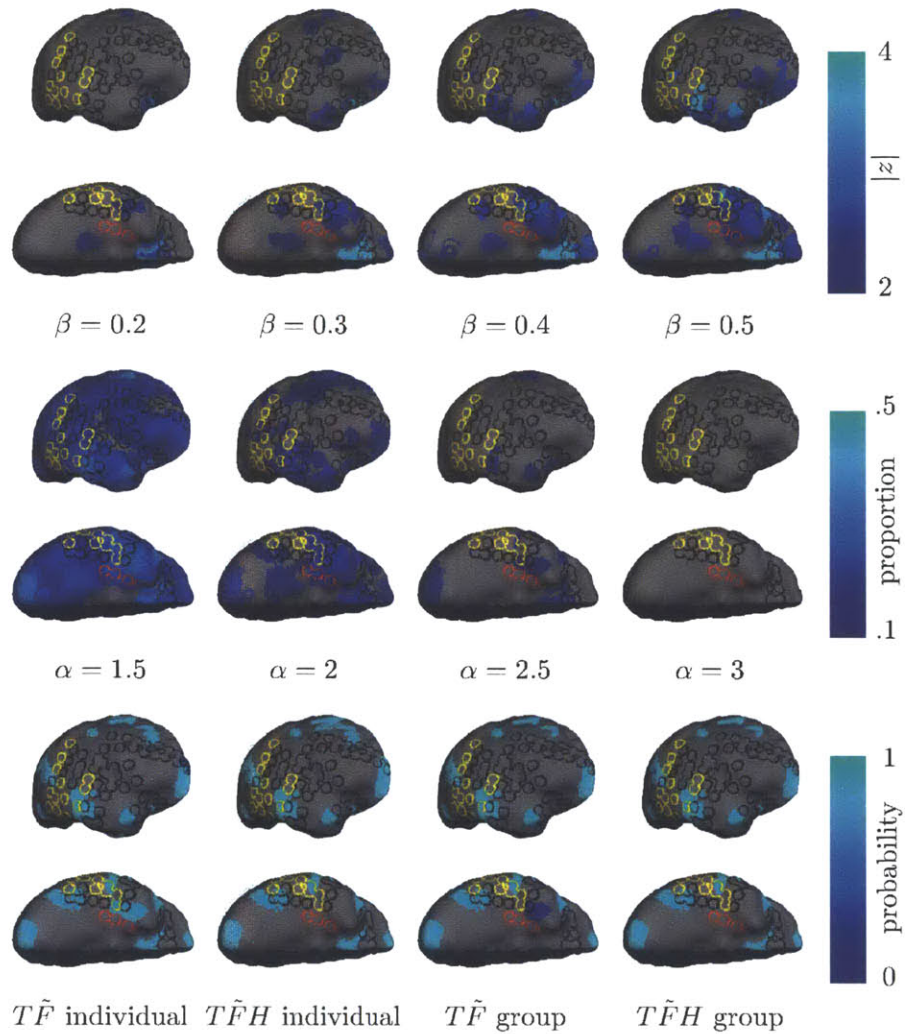 4
|z|
2
β = 0.2 β = 0.3 β = 0.4 β = 0.5
.5
proportion
.1
α = 1.5 α = 2 α = 2.5 α = 3
1
probability
0
TF̃ individual TF̃H individual TF̃ group TF̃H group